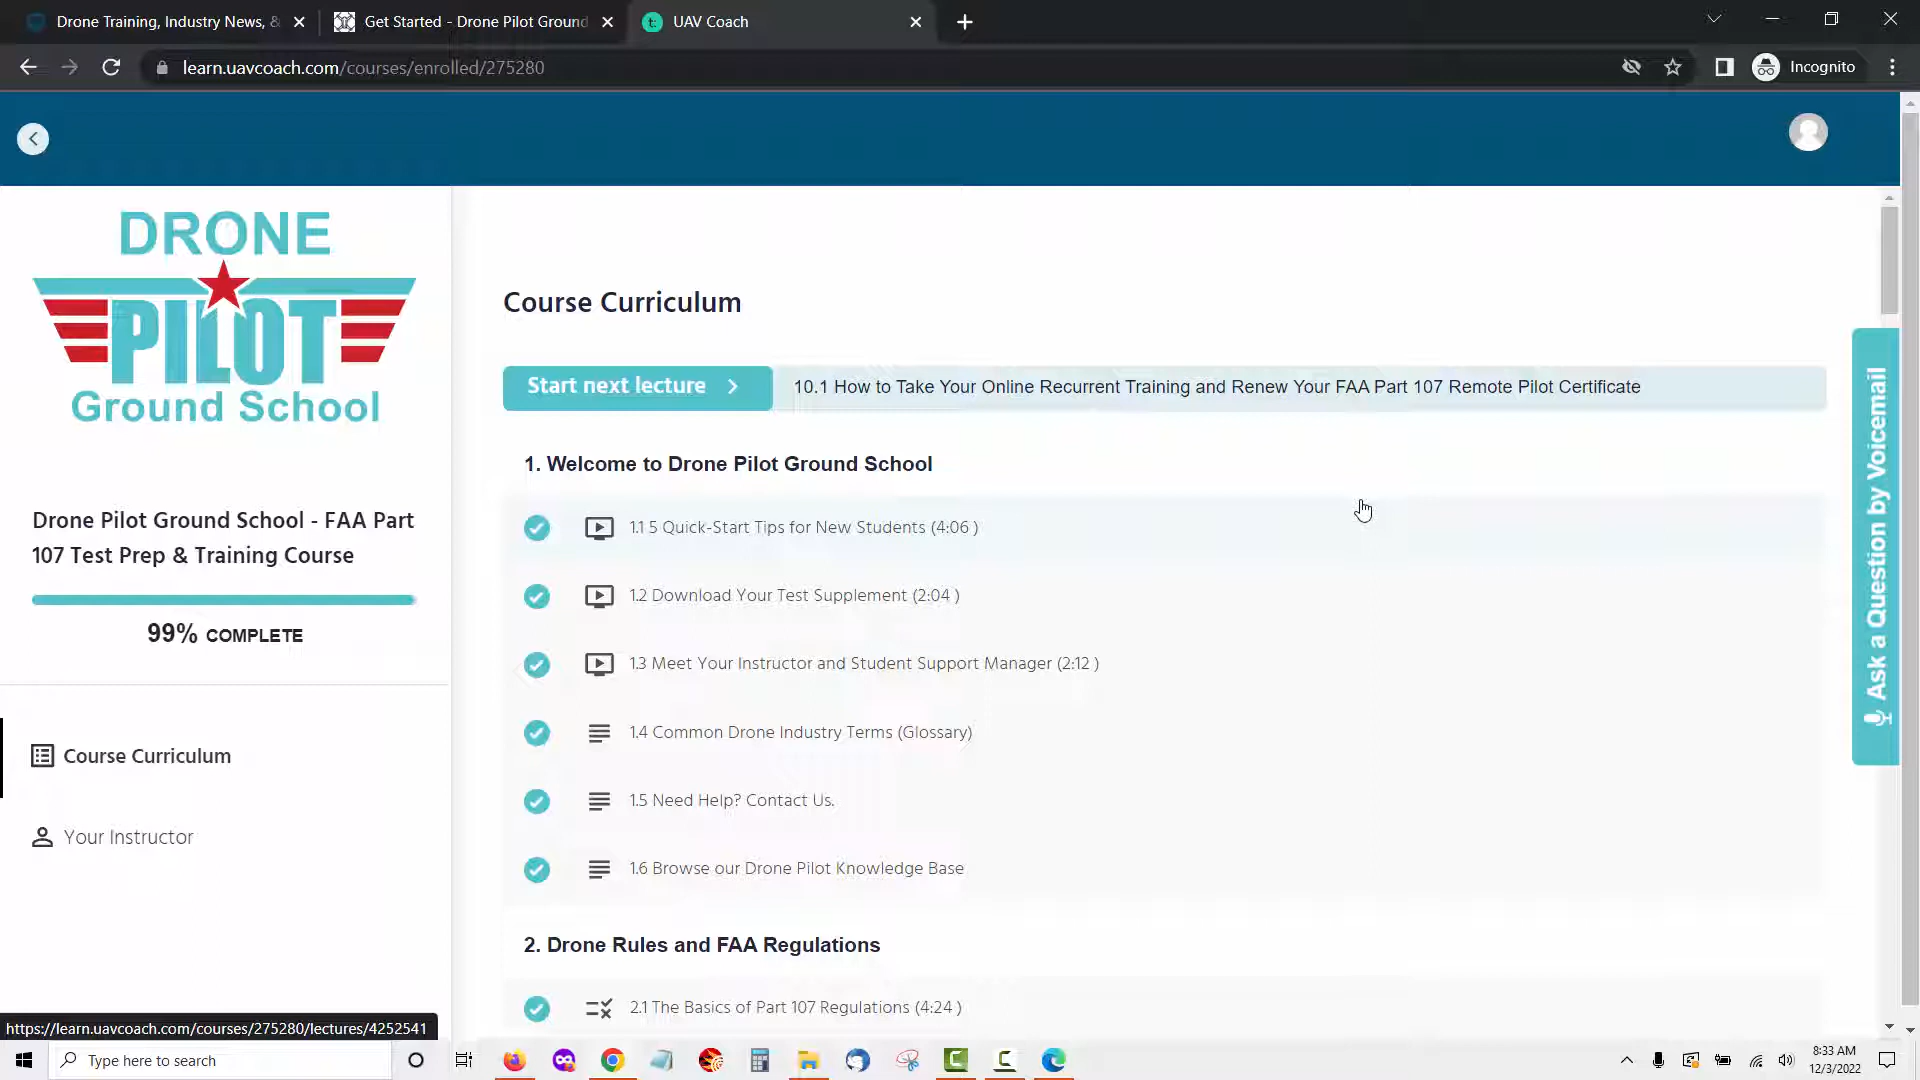 Drone Training, Industry News, &
Get Started - Drone Pilot Ground
UAV Coach
learn.uavcoach.com/courses/enrolled/275280
Incognito
DRONE
PILOT
Ground School
Drone Pilot Ground School - FAA Part
107 Test Prep & Training Course
99% COMPLETE
Course Curriculum
Your Instructor
Course Curriculum
Start next lecture
10.1 How to Take Your Online Recurrent Training and Renew Your FAA Part 107 Remote Pilot Certificate
1. Welcome to Drone Pilot Ground School
1.1 5 Quick-Start Tips for New Students (4:06 )
1.2 Download Your Test Supplement (2:04 )
1.3 Meet Your Instructor and Student Support Manager (2:12 )
1.4 Common Drone Industry Terms (Glossary)
1.5 Need Help? Contact Us.
1.6 Browse our Drone Pilot Knowledge Base
2. Drone Rules and FAA Regulations
2.1 The Basics of Part 107 Regulations (4:24 )
Ask a Question by Voicemail
https://learn.uavcoach.com/courses/275280/lectures/4252541
Type here to search
8:33 AM
12/3/2022